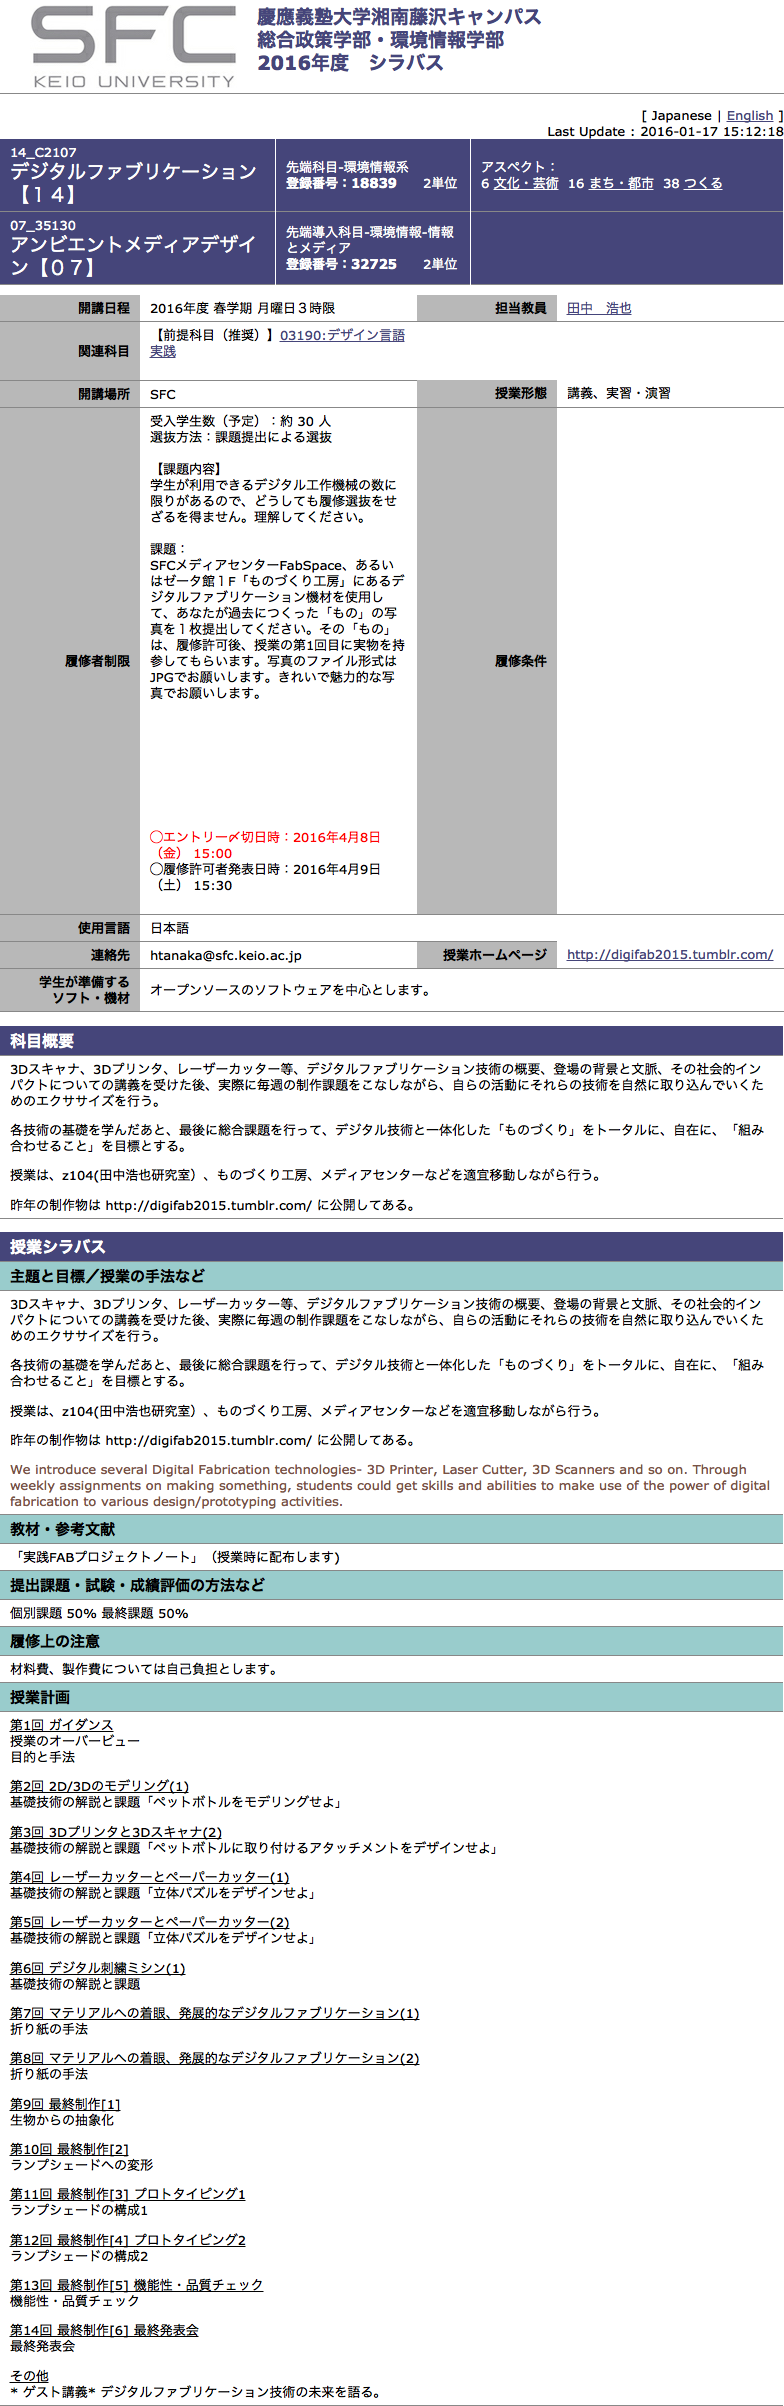 SFC
KEIO UNIVERSITY
慶應義塾大学湘南藤沢キャンパス
総合政策学部・環境情報学部
2016年度　シラバス
[ Japanese | English ]
Last Update : 2016-01-17 15:12:18
14_C2107
デジタルファブリケーション
【１４】
先端科目-環境情報系
登録番号：18839 2単位
アスペクト：
6 文化・芸術 16 まち・都市 38 つくる
07_35130
アンビエントメディアデザイ
ン【０７】
先端導入科目-環境情報-情報
とメディア
登録番号：32725 2単位
開講日程 2016年度 春学期 月曜日３時限 担当教員 田中　浩也
関連科目
【前提科目（推奨）】03190:デザイン言語
実践
開講場所 SFC 授業形態 講義、実習・演習
履修者制限
受入学生数（予定）：約 30 人
選抜方法：課題提出による選抜
【課題内容】
学生が利用できるデジタル工作機械の数に
限りがあるので、どうしても履修選抜をせ
ざるを得ません。理解してください。
課題：
SFCメディアセンターFabSpace、あるい
はゼータ館１F「ものづくり工房」にあるデ
ジタルファブリケーション機材を使用し
て、あなたが過去につくった「もの」の写
真を１枚提出してください。その「もの」
は、履修許可後、授業の第1回目に実物を持
参してもらいます。写真のファイル形式は
JPGでお願いします。きれいで魅力的な写
真でお願いします。
◯エントリー〆切日時：2016年4月8日
（金） 15:00
◯履修許可者発表日時：2016年4月9日
（土） 15:30
履修条件
使用言語 日本語
連絡先 htanaka@sfc.keio.ac.jp 授業ホームページ http://digifab2015.tumblr.com/
学生が準備する
ソフト・機材
オープンソースのソフトウェアを中心とします。
科目概要
3Dスキャナ、3Dプリンタ、レーザーカッター等、デジタルファブリケーション技術の概要、登場の背景と文脈、その社会的イン
パクトについての講義を受けた後、実際に毎週の制作課題をこなしながら、自らの活動にそれらの技術を自然に取り込んでいくた
めのエクササイズを行う。
各技術の基礎を学んだあと、最後に総合課題を行って、デジタル技術と一体化した「ものづくり」をトータルに、自在に、「組み
合わせること」を目標とする。
授業は、z104(田中浩也研究室）、ものづくり工房、メディアセンターなどを適宜移動しながら行う。
昨年の制作物は http://digifab2015.tumblr.com/ に公開してある。
授業シラバス
主題と目標／授業の手法など
3Dスキャナ、3Dプリンタ、レーザーカッター等、デジタルファブリケーション技術の概要、登場の背景と文脈、その社会的イン
パクトについての講義を受けた後、実際に毎週の制作課題をこなしながら、自らの活動にそれらの技術を自然に取り込んでいくた
めのエクササイズを行う。
各技術の基礎を学んだあと、最後に総合課題を行って、デジタル技術と一体化した「ものづくり」をトータルに、自在に、「組み
合わせること」を目標とする。
授業は、z104(田中浩也研究室）、ものづくり工房、メディアセンターなどを適宜移動しながら行う。
昨年の制作物は http://digifab2015.tumblr.com/ に公開してある。
We introduce several Digital Fabrication technologies- 3D Printer, Laser Cutter, 3D Scanners and so on. Through
weekly assignments on making something, students could get skills and abilities to make use of the power of digital
fabrication to various design/prototyping activities.
教材・参考文献
「実践FABプロジェクトノート」（授業時に配布します)
提出課題・試験・成績評価の方法など
個別課題 50% 最終課題 50%
履修上の注意
材料費、製作費については自己負担とします。
授業計画
第1回 ガイダンス
授業のオーバービュー
目的と手法
第2回 2D/3Dのモデリング(1)
基礎技術の解説と課題「ペットボトルをモデリングせよ」
第3回 3Dプリンタと3Dスキャナ(2)
基礎技術の解説と課題「ペットボトルに取り付けるアタッチメントをデザインせよ」
第4回 レーザーカッターとペーパーカッター(1)
基礎技術の解説と課題「立体パズルをデザインせよ」
第5回 レーザーカッターとペーパーカッター(2)
基礎技術の解説と課題「立体パズルをデザインせよ」
第6回 デジタル刺繍ミシン(1)
基礎技術の解説と課題
第7回 マテリアルへの着眼、発展的なデジタルファブリケーション(1)
折り紙の手法
第8回 マテリアルへの着眼、発展的なデジタルファブリケーション(2)
折り紙の手法
第9回 最終制作[1]
生物からの抽象化
第10回 最終制作[2]
ランプシェードへの変形
第11回 最終制作[3] プロトタイピング1
ランプシェードの構成1
第12回 最終制作[4] プロトタイピング2
ランプシェードの構成2
第13回 最終制作[5] 機能性・品質チェック
機能性・品質チェック
第14回 最終制作[6] 最終発表会
最終発表会
その他
* ゲスト講義* デジタルファブリケーション技術の未来を語る。